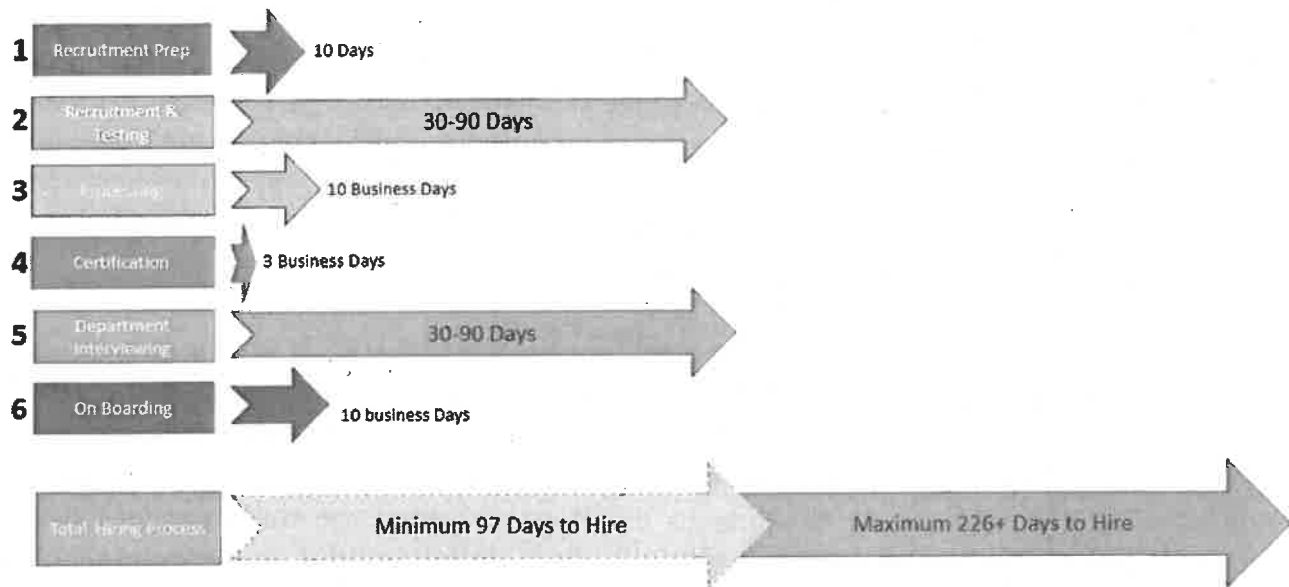 1 Recruitment Prep 10 Days
2 Recruitment &
Testing 30-90 Days
3 10 Business Days
4 Certification 3 Business Days
5 Department
Interviewing 30-90 Days
6 On Boarding 10 business Days
Total Hiring Process Minimum 97 Days to Hire Maximum 226+ Days to Hire